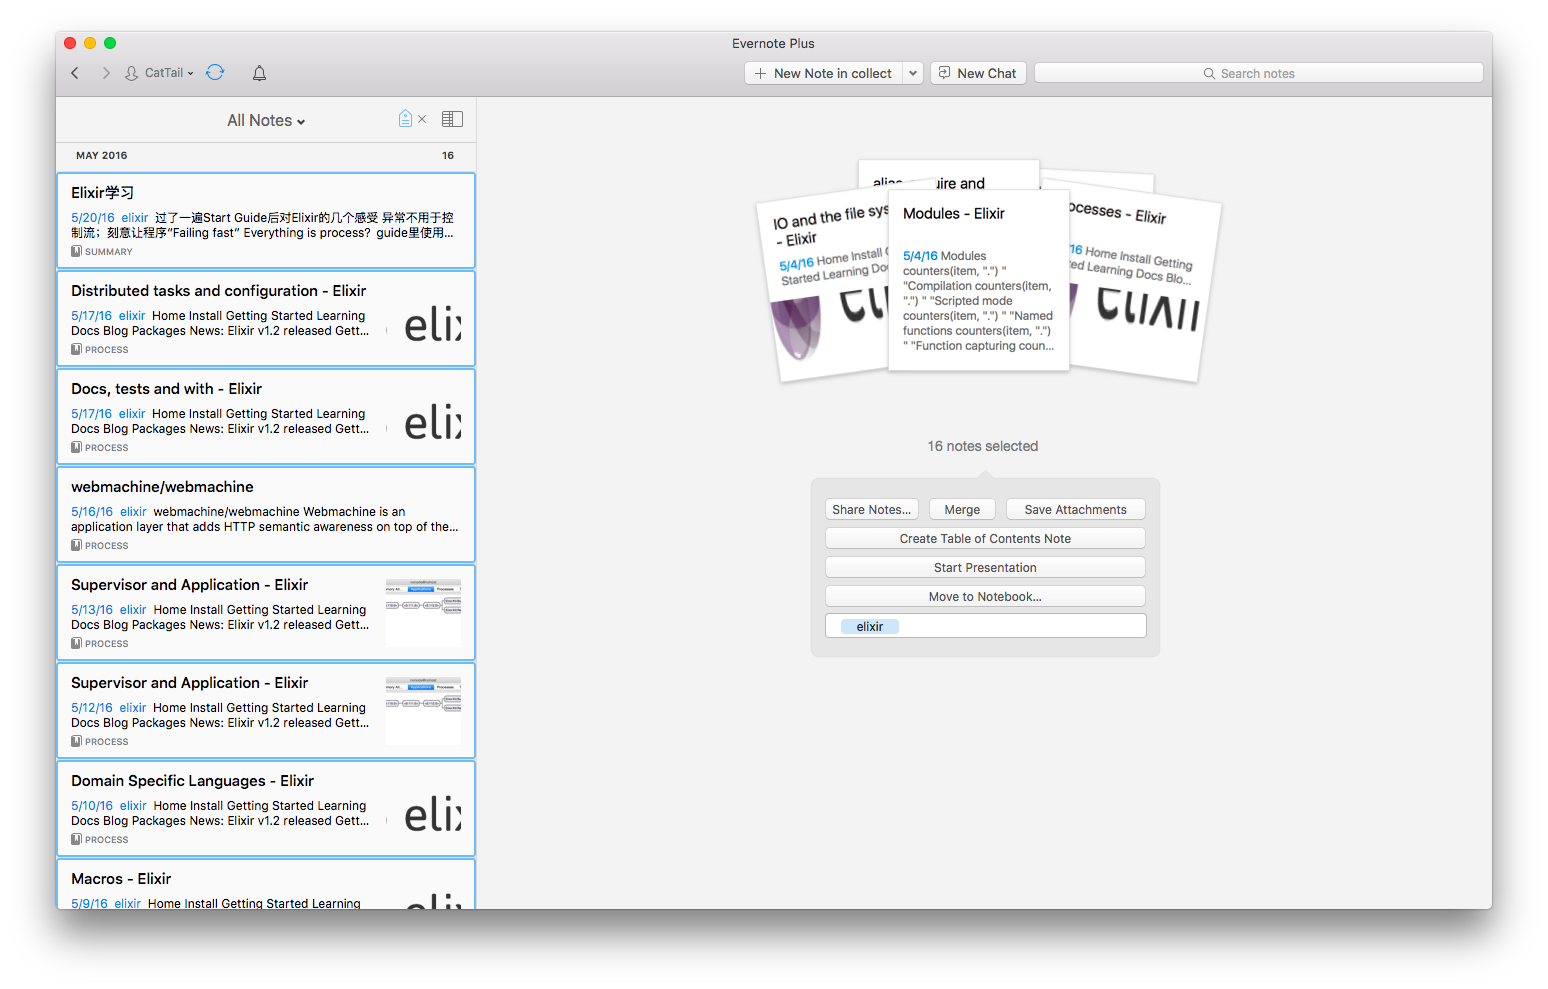 Evernote Plus
CatTail
New Note in collect
New Chat
Search notes
All Notes
MAY 2016 16
Elixir学习
5/20/16 elixir 过了一遍Start Guide后对Elixir的几个感受 异常不用于控
制流；刻意让程序“Failing fast” Everything is process？guide里使用...
SUMMARY
Distributed tasks and configuration - Elixir
5/17/16 elixir Home Install Getting Started Learning
Docs Blog Packages News: Elixir v1.2 released Gett...
PROCESS
Docs, tests and with - Elixir
5/17/16 elixir Home Install Getting Started Learning
Docs Blog Packages News: Elixir v1.2 released Gett...
PROCESS
webmachine/webmachine
5/16/16 elixir webmachine/webmachine Webmachine is an
application layer that adds HTTP semantic awareness on top of the...
PROCESS
Supervisor and Application - Elixir
5/13/16 elixir Home Install Getting Started Learning
Docs Blog Packages News: Elixir v1.2 released Gett...
PROCESS
Supervisor and Application - Elixir
5/12/16 elixir Home Install Getting Started Learning
Docs Blog Packages News: Elixir v1.2 released Gett...
PROCESS
Domain Specific Languages - Elixir
5/10/16 elixir Home Install Getting Started Learning
Docs Blog Packages News: Elixir v1.2 released Gett...
PROCESS
Macros - Elixir
5/9/16 elixir Home Install Getting Started Learning
and
IO and the file sys
- Elixir
5/4/16 Home Install
Started Learning Doc
Modules - Elixir
5/4/16 Modules
counters(item, ".") "
"Compilation counters(item,
".") " "Scripted mode
counters(item, ".") " "Named
functions counters(item, ".")
" "Function capturing coun...
ocesses - Elixir
16 Home Install Getting
ed Learning Docs Blo...
16 notes selected
Share Notes...
Merge
Save Attachments
Create Table of Contents Note
Start Presentation
Move to Notebook...
elixir